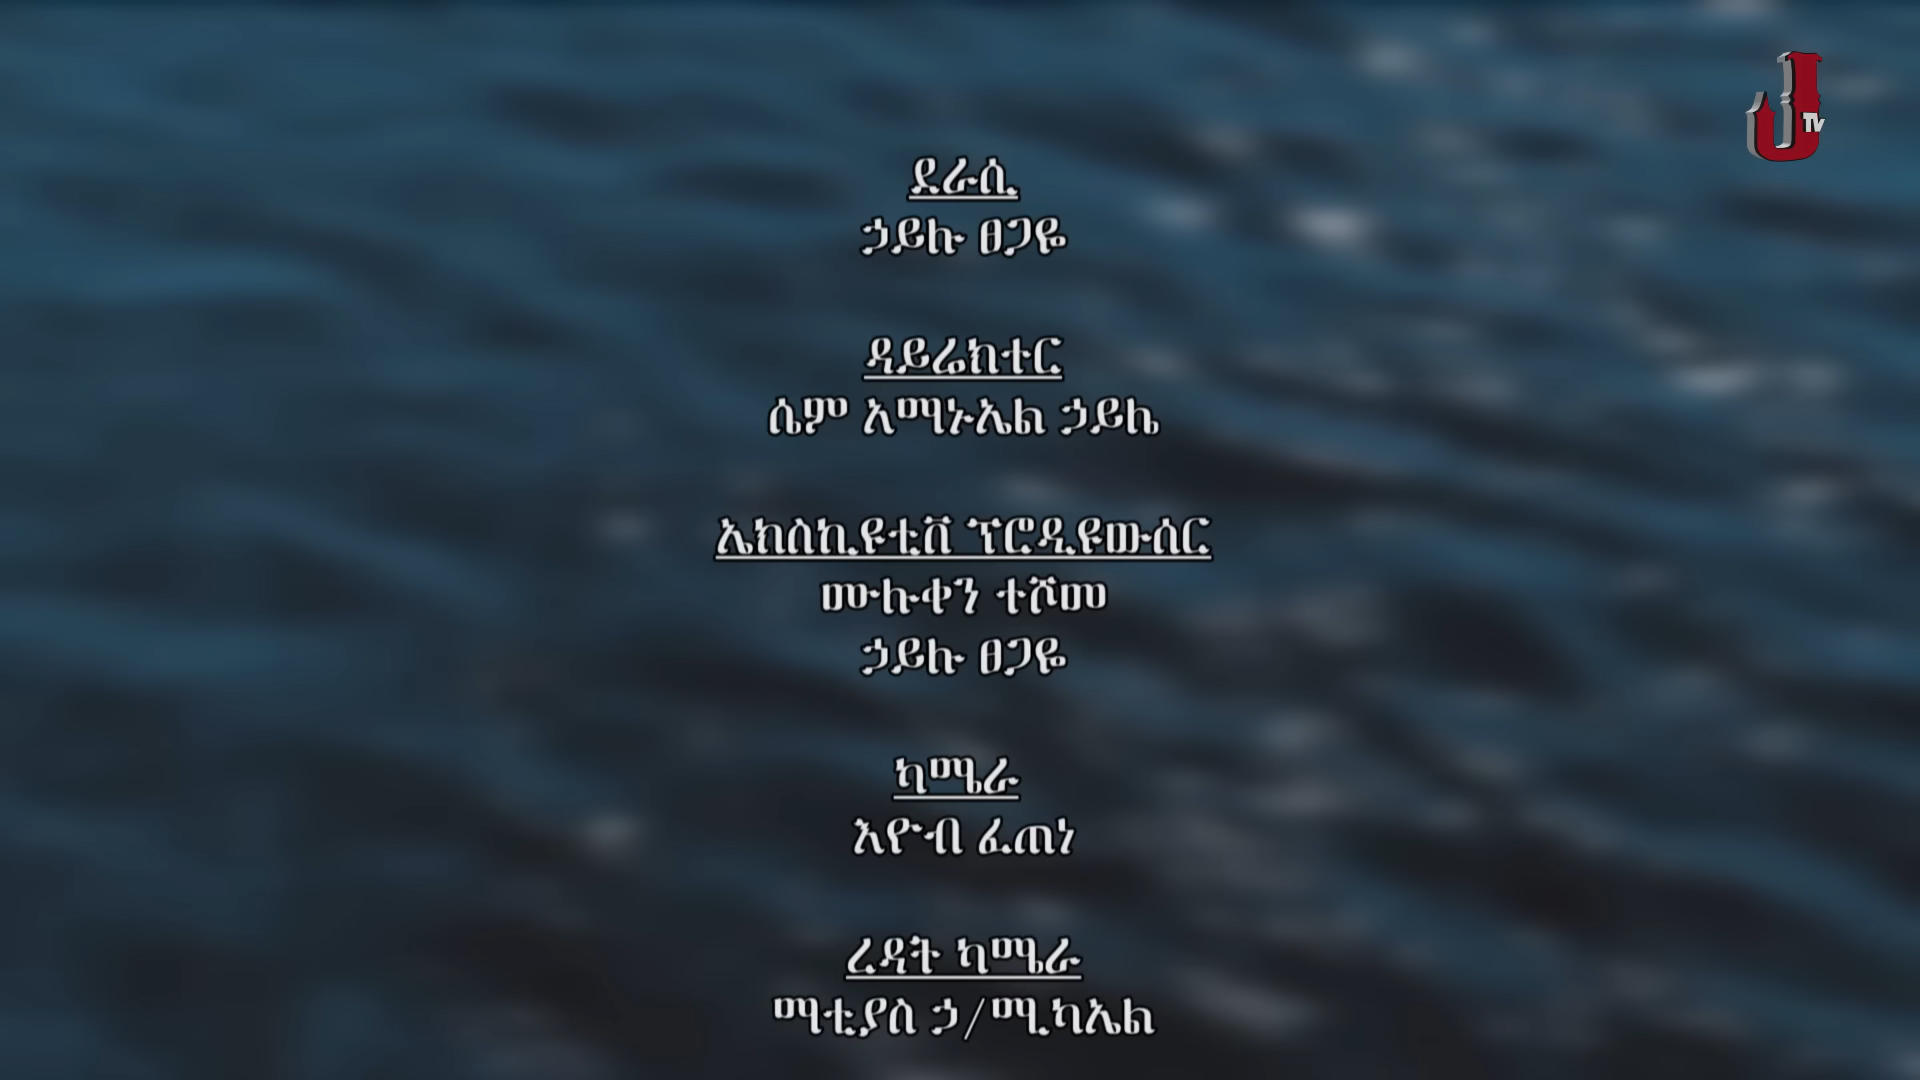 J
TV
ደራሲ
ኃይሉ ፀጋዬ
ዳይሬክተር
ሴም አማኑኤል ኃይሌ
ኤክስኪዩቲቭ ፕሮዲዩውሰር
ሙሉቀን ተሾመ
ኃይሉ ፀጋዬ
ካሜራ
እዮብ ፈጠነ
ረዳት ካሜራ
ማቲያስ ኃ/ሚካኤል